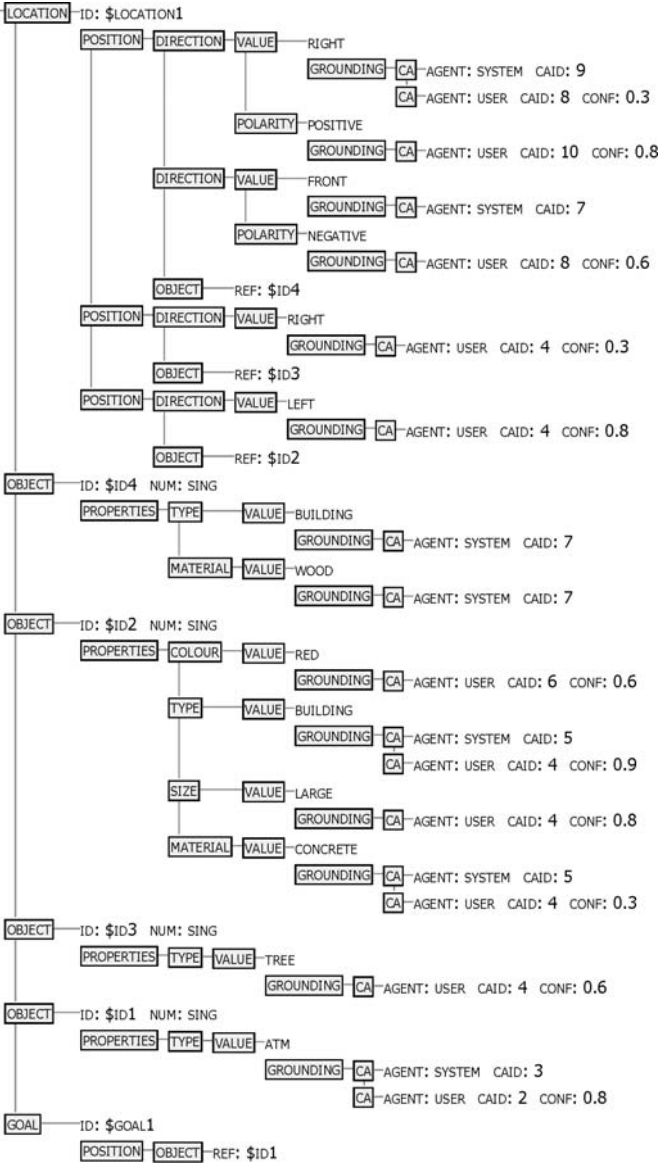 LOCATION ID: $LOCATION1
POSITION DIRECTION VALUE RIGHT
GROUNDING CA AGENT: SYSTEM CAID: 9
CA AGENT: USER CAID: 8 CONF: 0.3
POLARITY POSITIVE
GROUNDING CA AGENT: USER CAID: 10 CONF: 0.8
DIRECTION VALUE FRONT
GROUNDING CA AGENT: SYSTEM CAID: 7
POLARITY NEGATIVE
GROUNDING CA AGENT: USER CAID: 8 CONF: 0.6
OBJECT REF: $ID4
POSITION DIRECTION VALUE RIGHT
GROUNDING CA AGENT: USER CAID: 4 CONF: 0.3
OBJECT REF: $ID3
POSITION DIRECTION VALUE LEFT
GROUNDING CA AGENT: USER CAID: 4 CONF: 0.8
OBJECT REF: $ID2
OBJECT ID: $ID4 NUM: SING
PROPERTIES TYPE VALUE BUILDING
GROUNDING CA AGENT: SYSTEM CAID: 7
MATERIAL VALUE WOOD
GROUNDING CA AGENT: SYSTEM CAID: 7
OBJECT ID: $ID2 NUM: SING
PROPERTIES COLOUR VALUE RED
GROUNDING CA AGENT: USER CAID: 6 CONF: 0.6
TYPE VALUE BUILDING
GROUNDING CA AGENT: SYSTEM CAID: 5
CA AGENT: USER CAID: 4 CONF: 0.9
SIZE VALUE LARGE
GROUNDING CA AGENT: USER CAID: 4 CONF: 0.8
MATERIAL VALUE CONCRETE
GROUNDING CA AGENT: SYSTEM CAID: 5
CA AGENT: USER CAID: 4 CONF: 0.3
OBJECT ID: $ID3 NUM: SING
PROPERTIES TYPE VALUE TREE
GROUNDING CA AGENT: USER CAID: 4 CONF: 0.6
OBJECT ID: $ID1 NUM: SING
PROPERTIES TYPE VALUE ATM
GROUNDING CA AGENT: SYSTEM CAID: 3
CA AGENT: USER CAID: 2 CONF: 0.8
GOAL ID: $GOAL1
POSITION OBJECT REF: $ID1